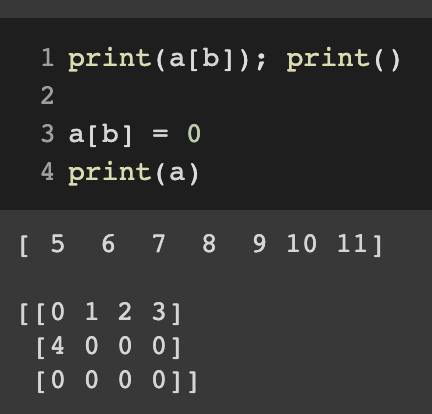 1 print(a[b]); print()
2
3 a[b] = 0
4 print(a)
[ 5  6  7  8  9 10 11]
[[0 1 2 3]
 [4 0 0 0]
 [0 0 0 0]]